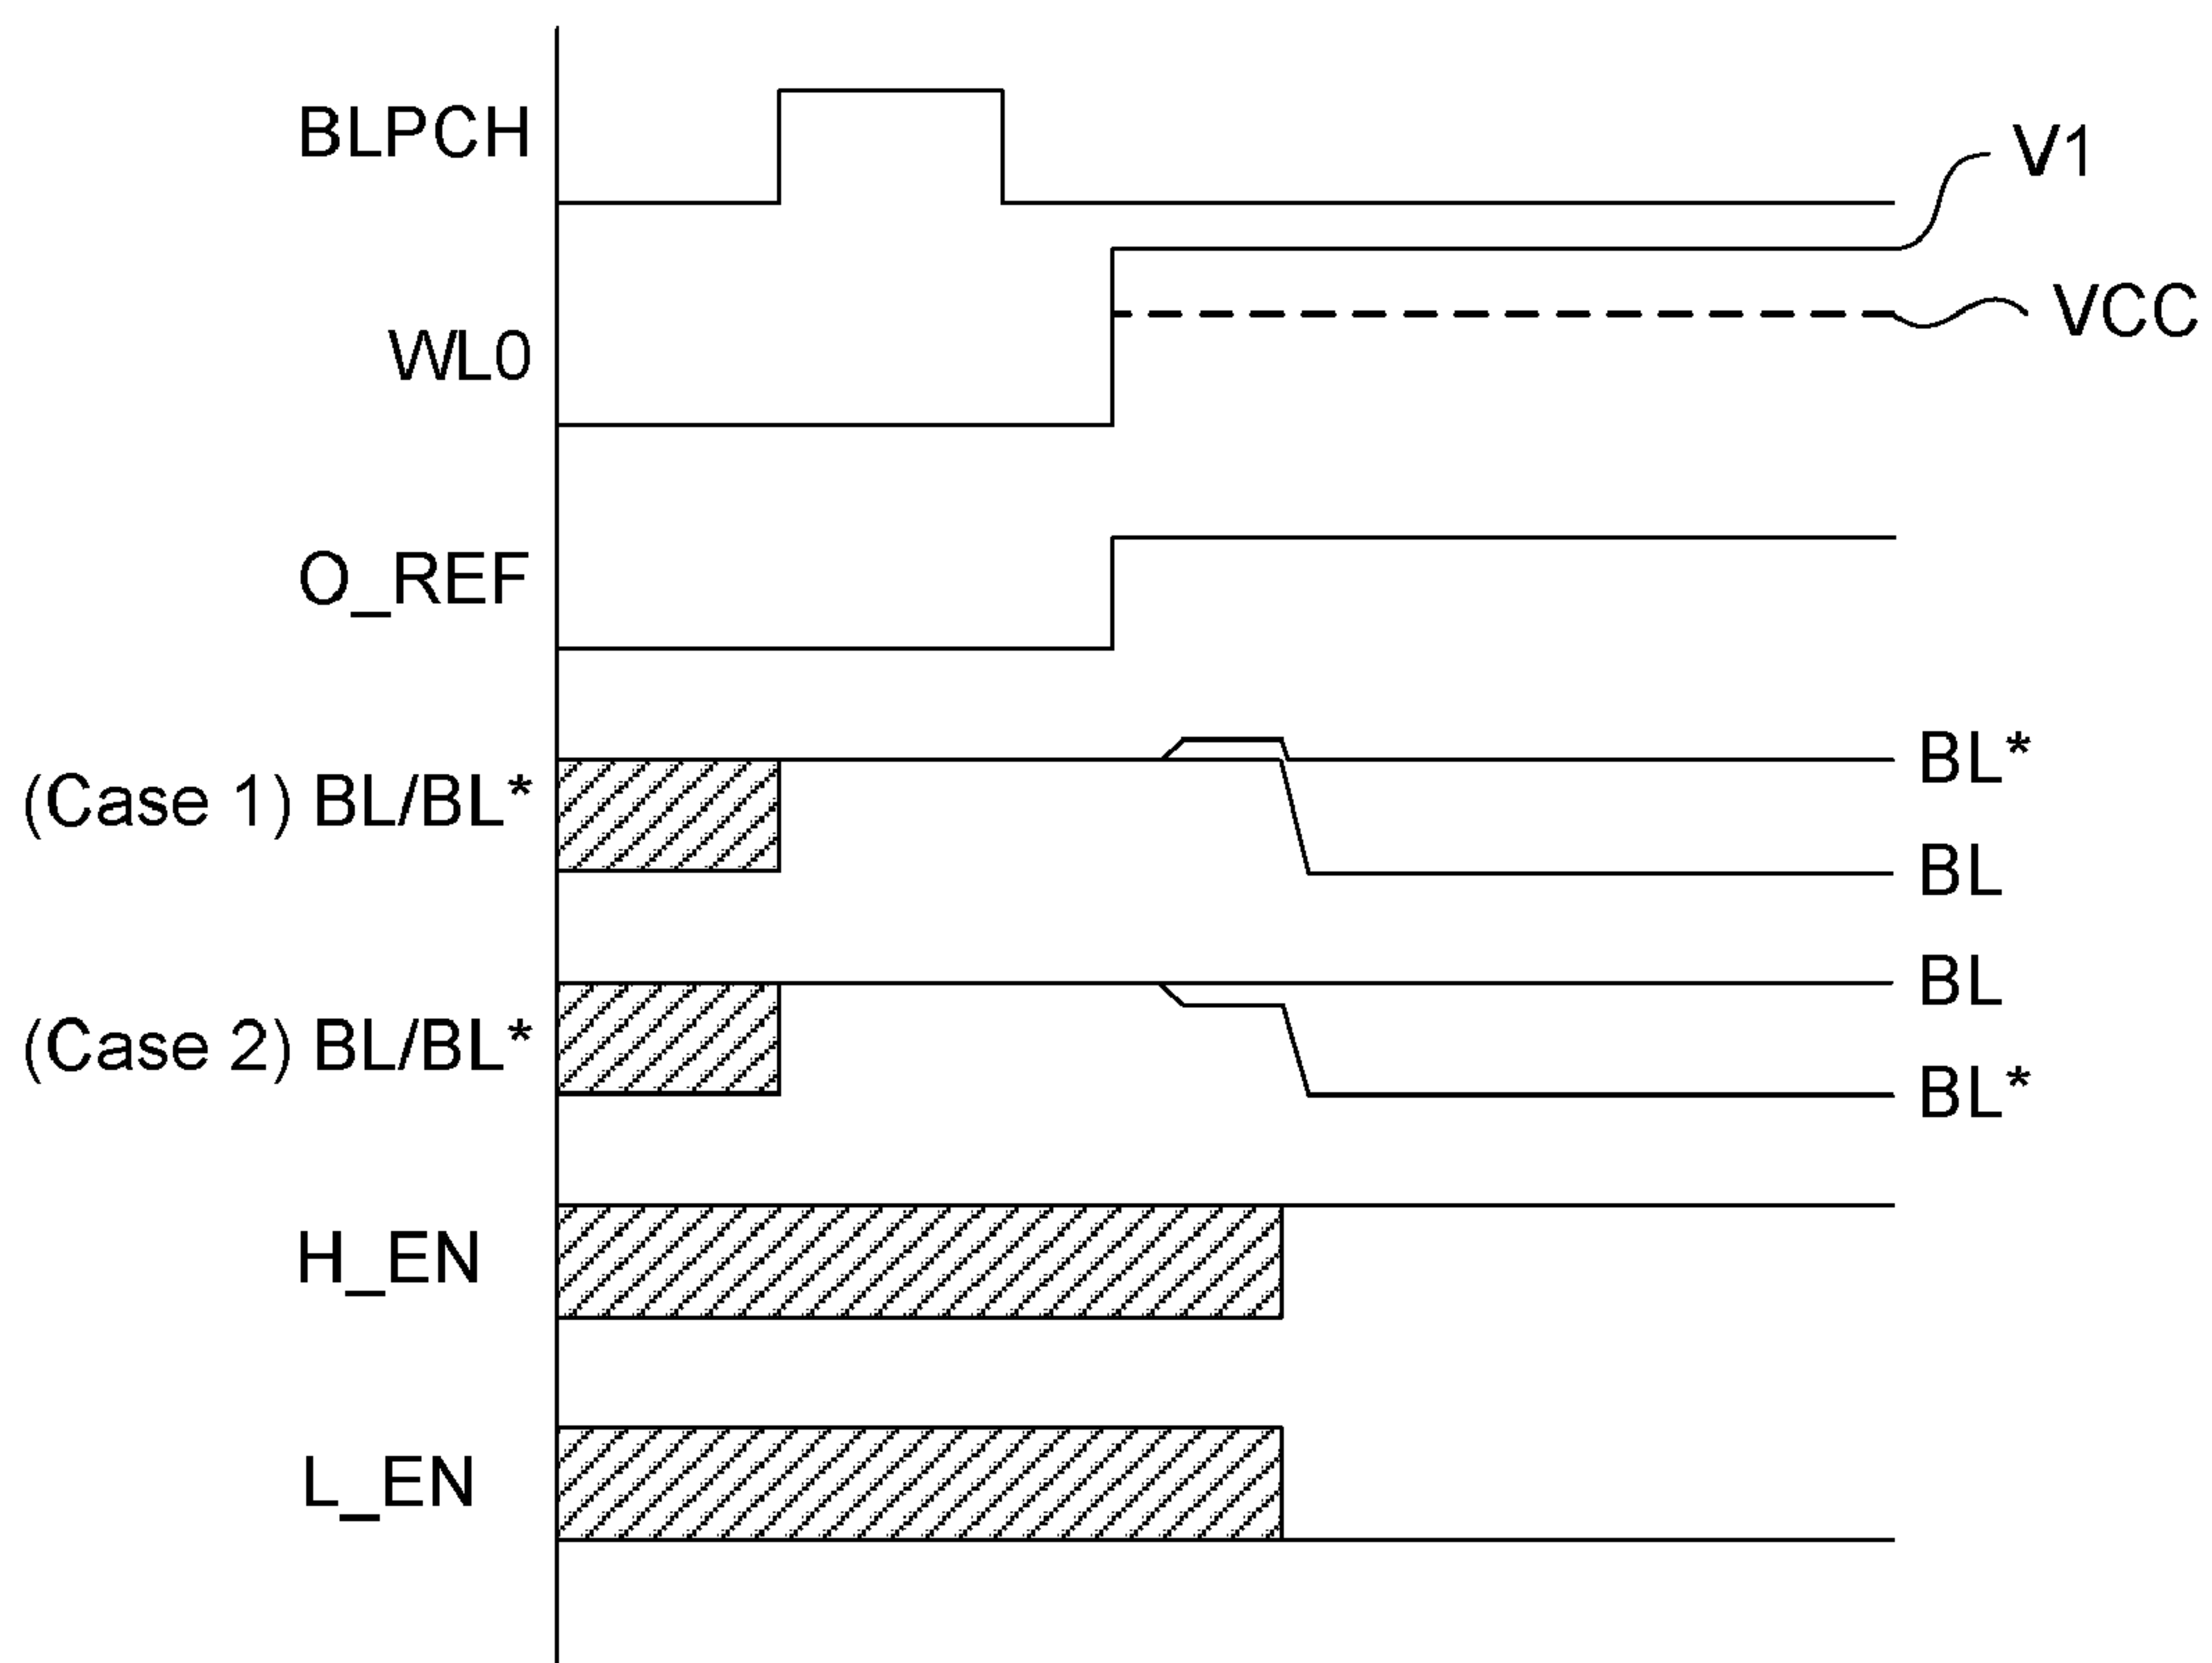 BLPCH
V1
VCC
WL0
O_REF
BL*
(Case 1) BL/BL*
BL
BL
(Case 2) BL/BL*
BL*
H_EN
L_EN